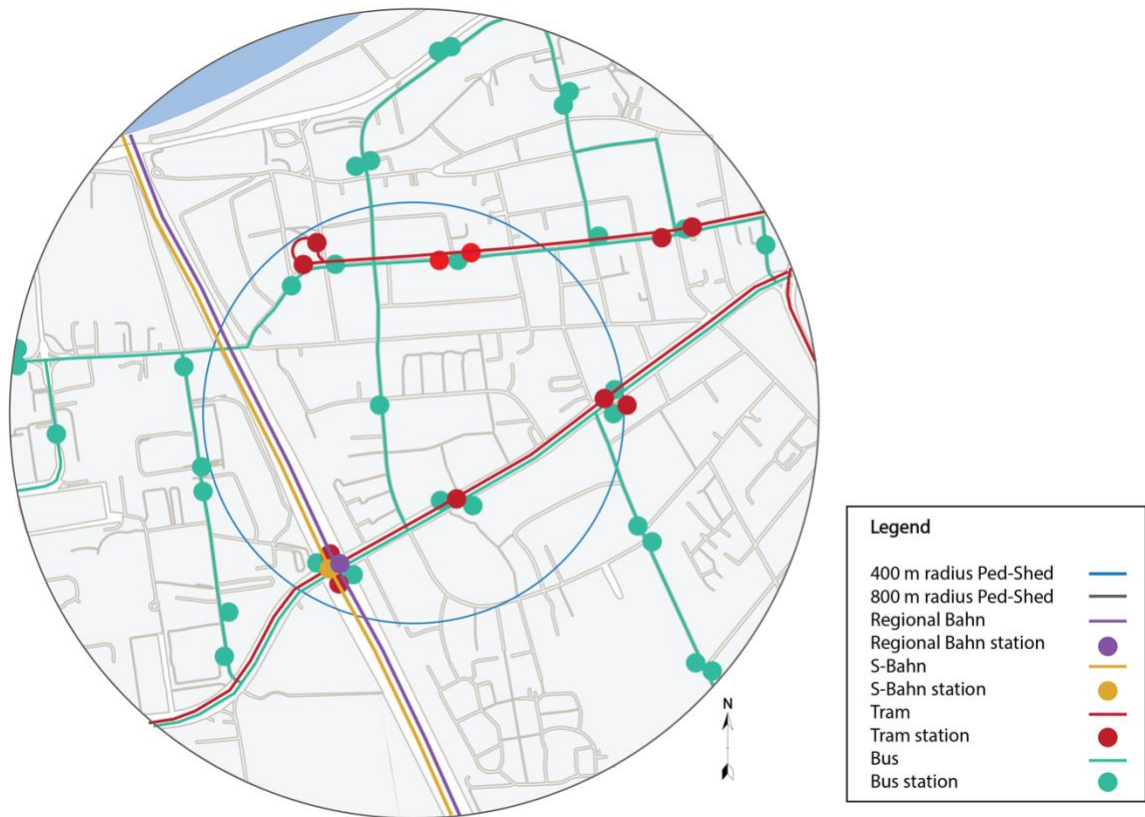 N
Legend
400 m radius Ped-Shed
800 m radius Ped-Shed
Regional Bahn
Regional Bahn station
S-Bahn
S-Bahn station
Tram
Tram station
Bus
Bus station